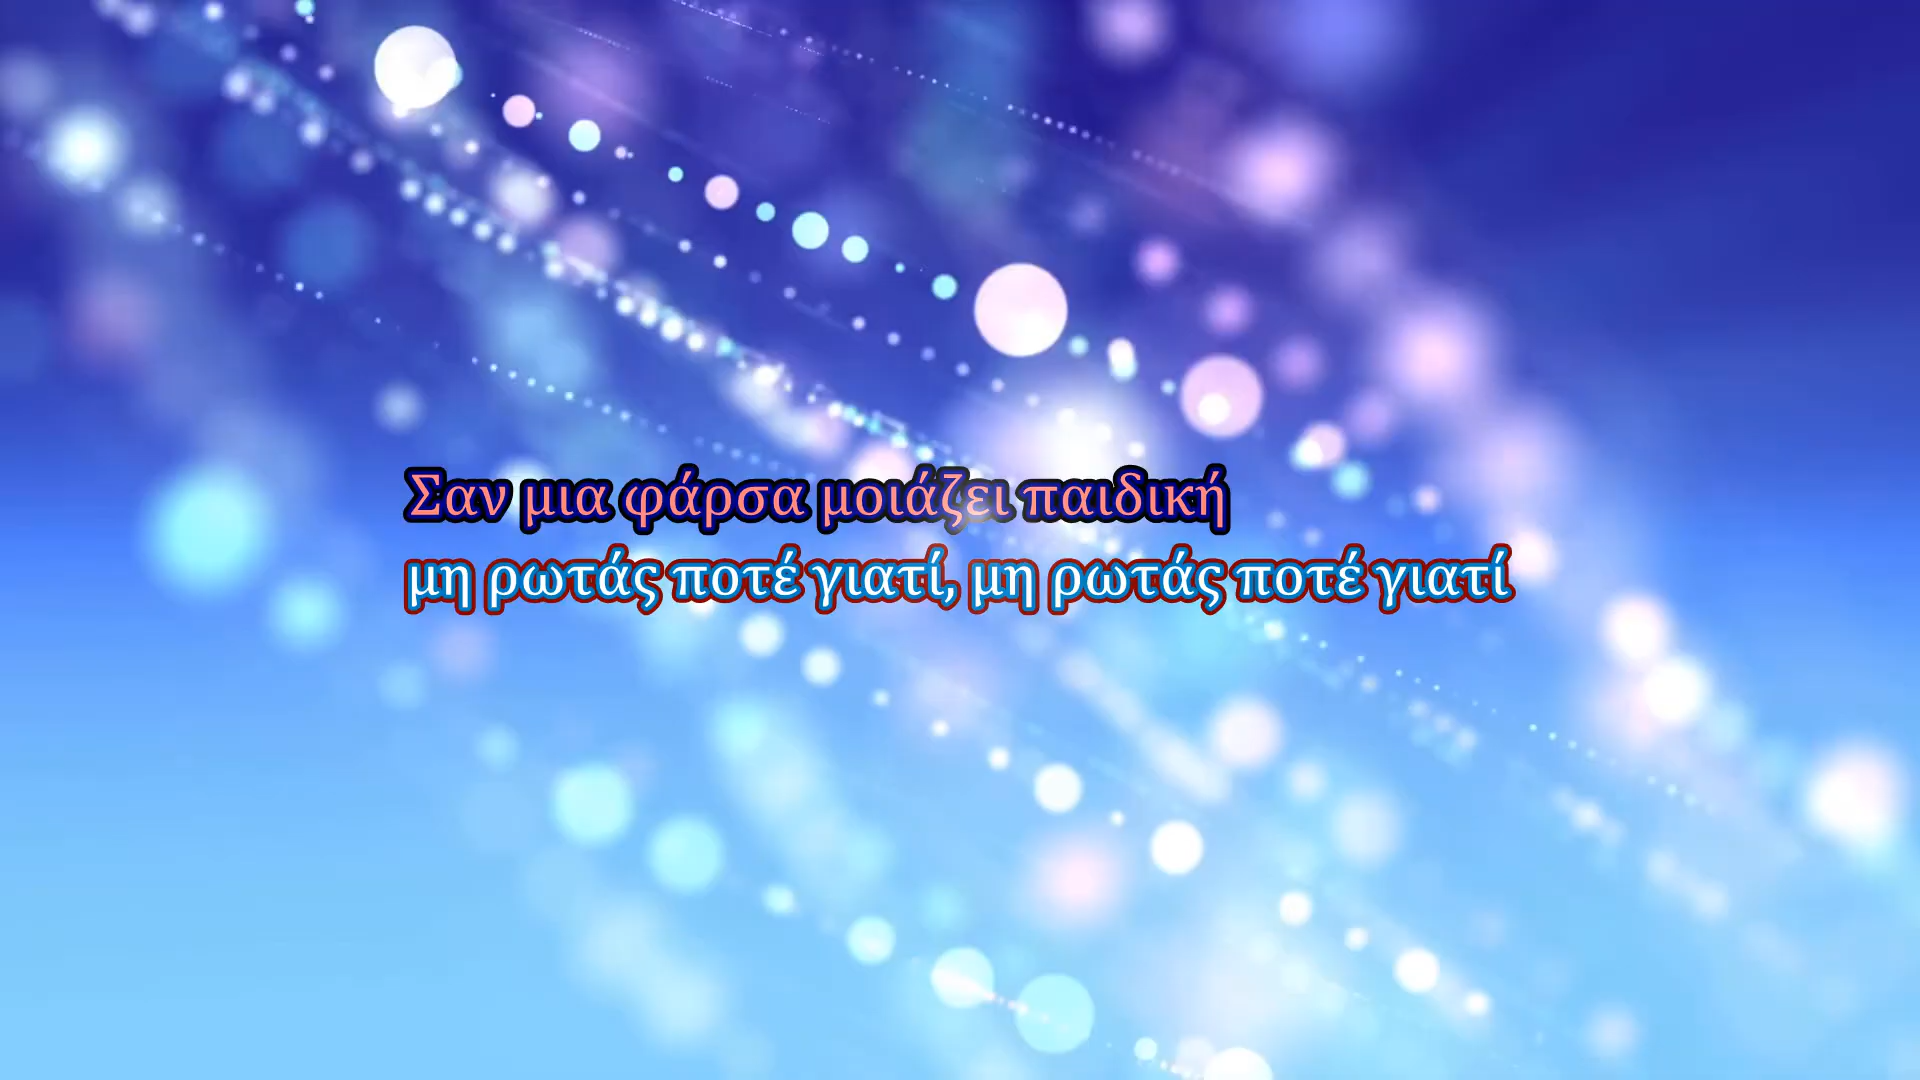 Σαν μια φάρσα μοιάζει παιδική
μη ρωτάς ποτέ γιατί, μη ρωτάς ποτέ γιατί